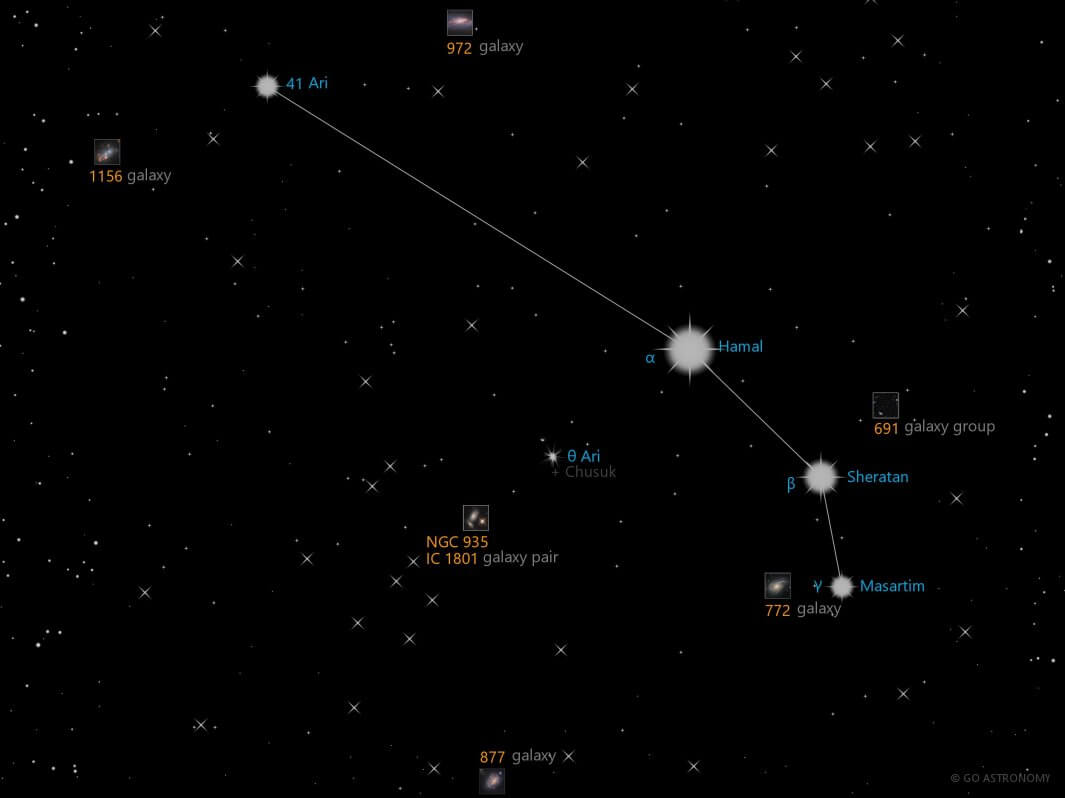 972 galaxy
41 Ari
1156 galaxy
Hamal
α
691 galaxy group
θ Ari
Chusuk
Sheratan
β
NGC 935
IC 1801 galaxy pair
γ Masartim
772 galaxy
877 galaxy
© GO ASTRONOMY